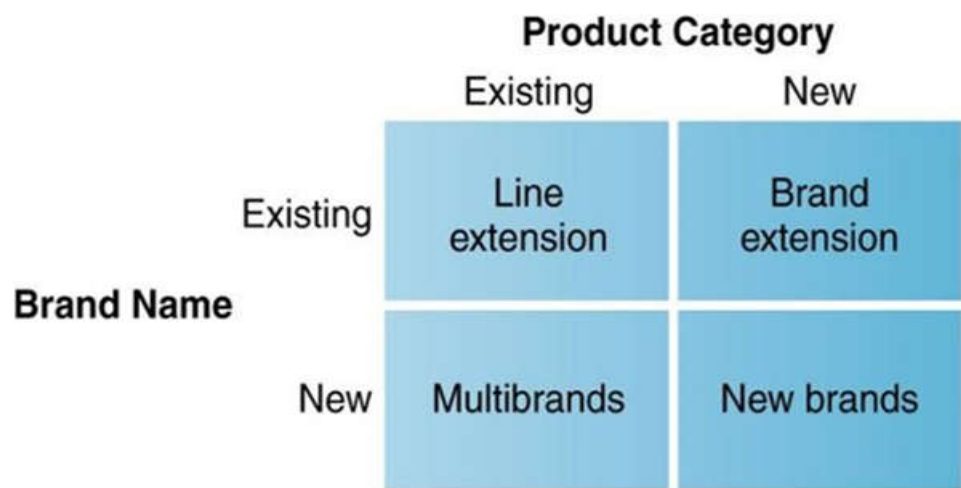 Product Category
Existing New
Existing
Line
extension
Brand
extension
Brand Name
New
Multibrands
New brands